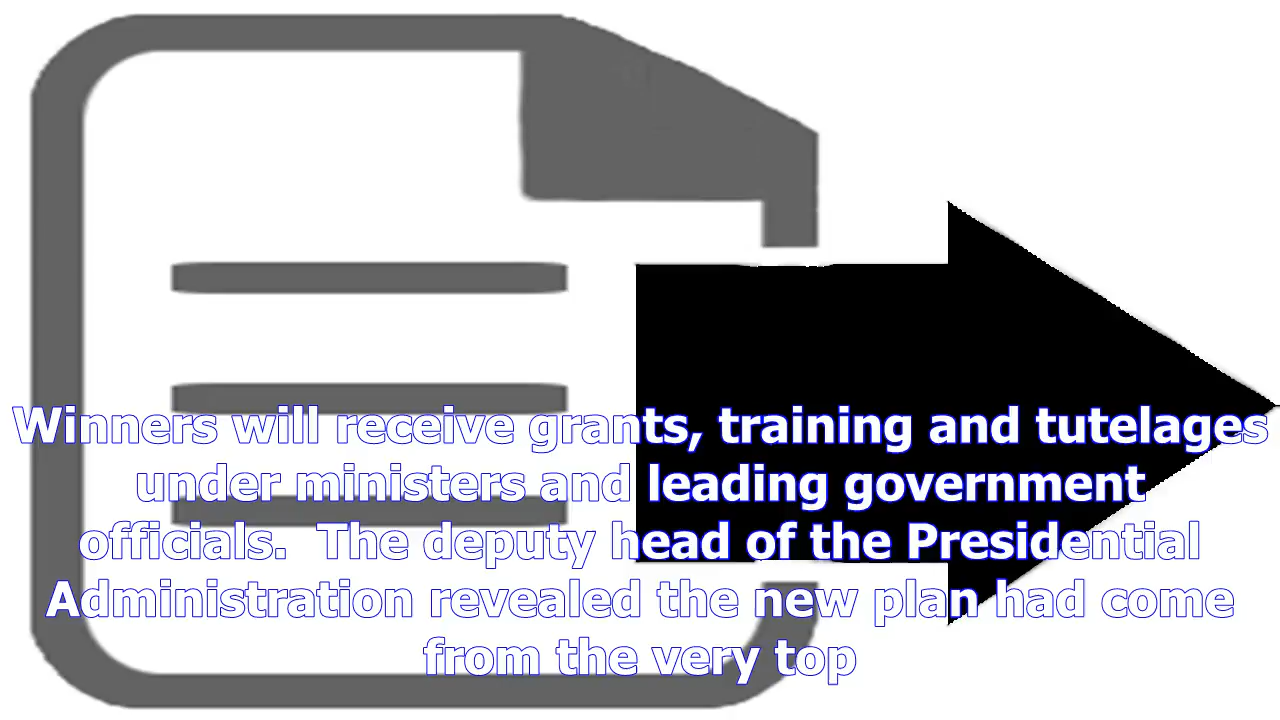 Winners will receive grants, training and tutelages
under ministers and leading government
officials.  The deputy head of the Presidential
Administration revealed the new plan had come
from the very top